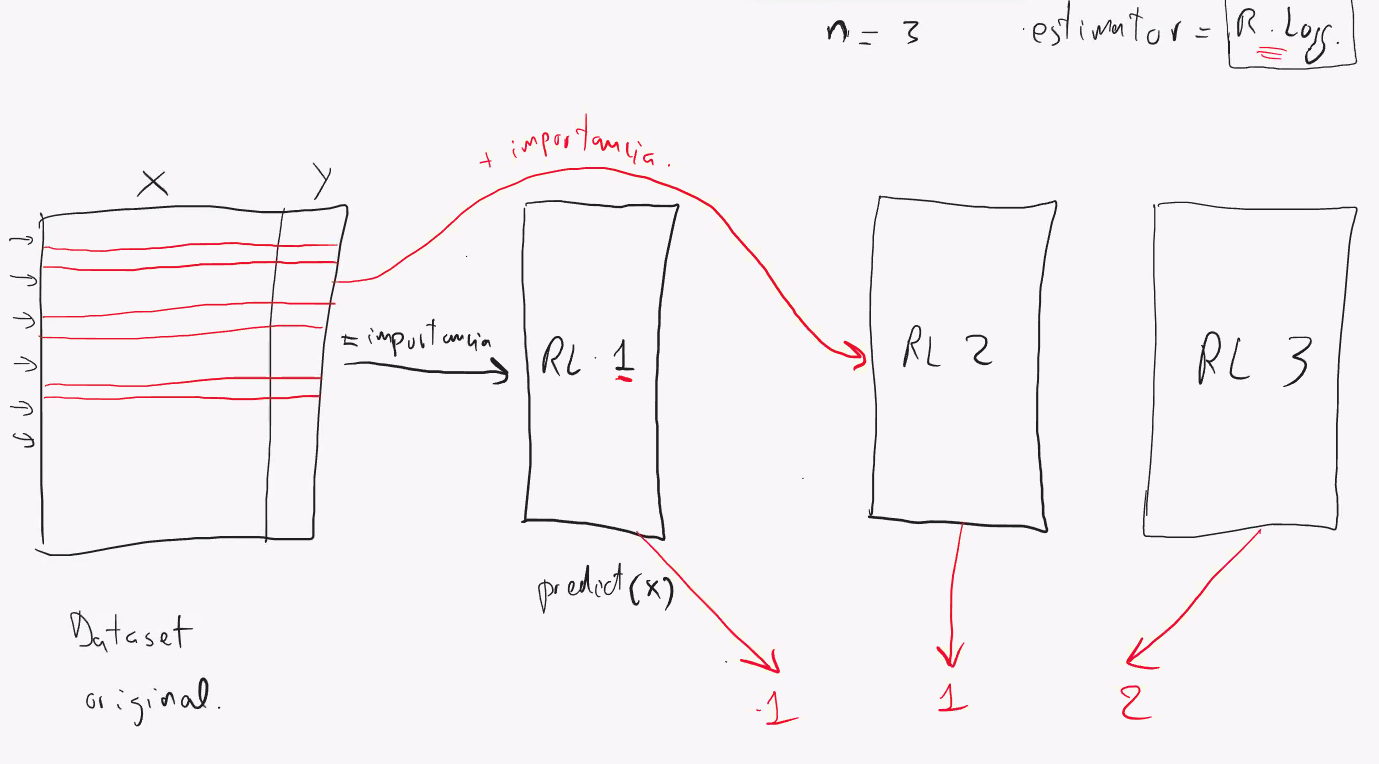 n = 3
estimator = R. Log.
+ importancia.
X Y
= importancia
RL. 1
RL 2
RL 3
predict(x)
Dataset
original.
1 1 2